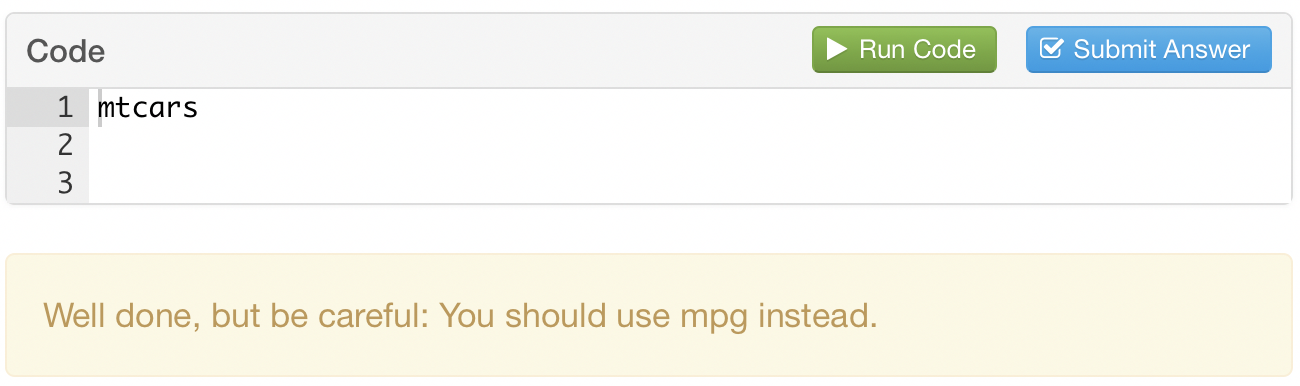 Code
Run Code
Submit Answer
1 mtcars
2
3
Well done, but be careful: You should use mpg instead.